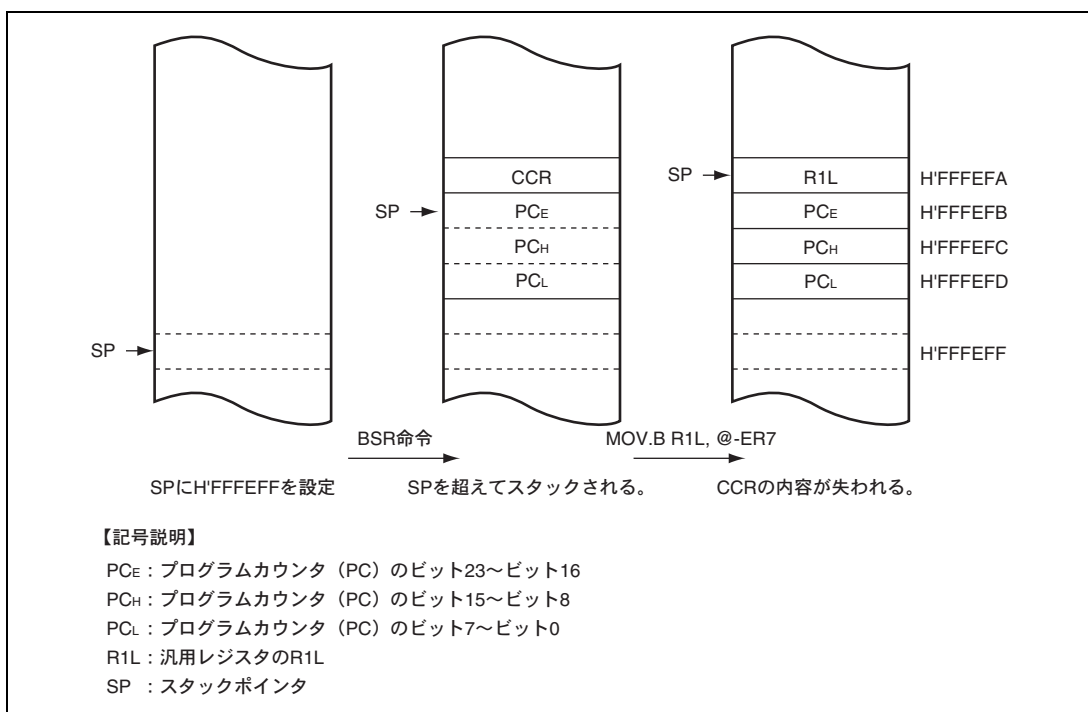 CCR
SP
R1L
H'FFFEFA
SP
PCE
PCE
H'FFFEFB
PCH
PCH
H'FFFEFC
PCL
PCL
H'FFFEFD
SP
H'FFFEFF
BSR命令
MOV.B R1L, @-ER7
SPにH'FFFEFFを設定
SPを超えてスタックされる。
CCRの内容が失われる。
【記号説明】
PCE:プログラムカウンタ(PC)のビット23〜ビット16
PCH:プログラムカウンタ(PC)のビット15〜ビット8
PCL:プログラムカウンタ(PC)のビット7〜ビット0
R1L:汎用レジスタのR1L
SP :スタックポインタ